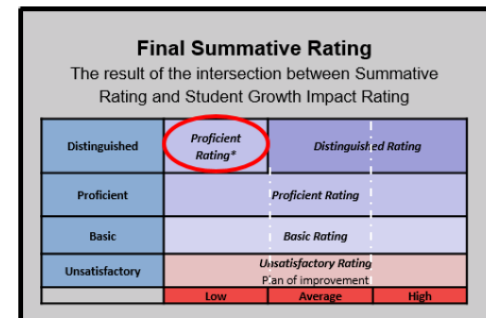 Final Summative Rating
The result of the intersection between Summative
Rating and Student Growth Impact Rating
Distinguished
Proficient
Rating*
Distinguished Rating
Proficient
Proficient Rating
Basic
Basic Rating
Unsatisfactory
Unsatisfactory Rating
Plan of improvement
Low
Average
High